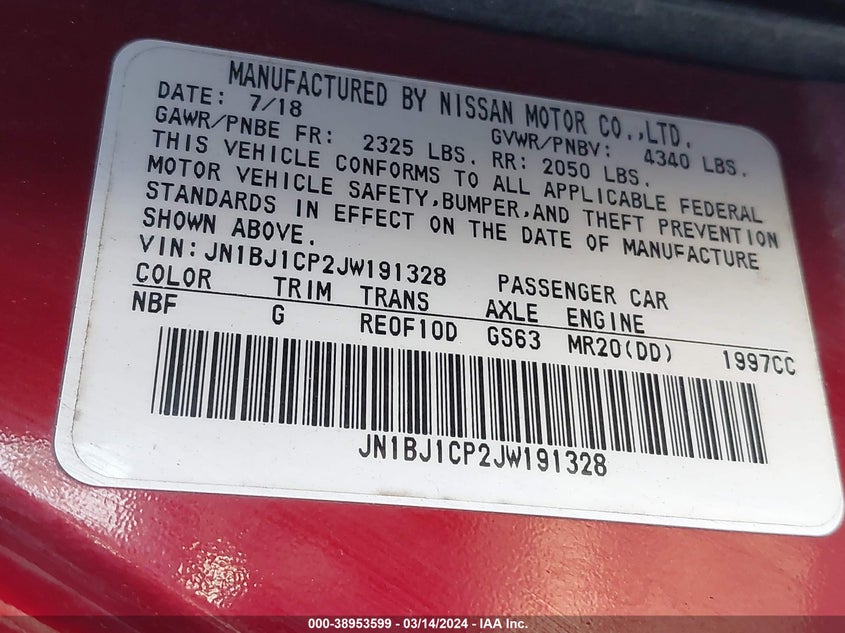 MANUFACTURED BY NISSAN MOTOR CO.,LTD.
DATE: 7/18 GVWR/PNBV: 4340 LBS.
GAWR/PNBE FR: 2325 LBS. RR: 2050 LBS.
THIS VEHICLE CONFORMS TO ALL APPLICABLE FEDERAL
MOTOR VEHICLE SAFETY,BUMPER,AND THEFT PREVENTION
STANDARDS IN EFFECT ON THE DATE OF MANUFACTURE
SHOWN ABOVE.
VIN:JN1BJ1CP2JW191328 PASSENGER CAR
COLOR TRIM TRANS AXLE ENGINE
NBF G RE0F10D GS63 MR20(DD) 1997CC
JN1BJ1CP2JW191328
000-38953599 - 03/14/2024 - IAA Inc.